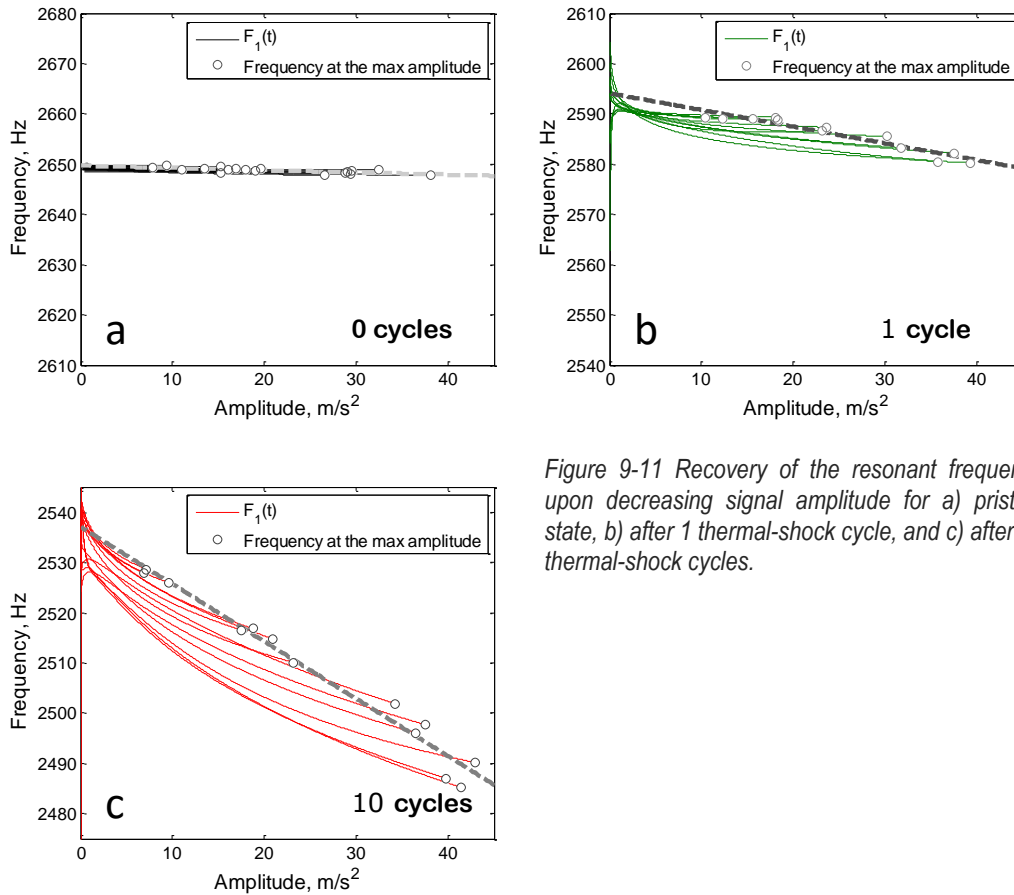 2680
2670
2660
2650
2640
2630
2620
2610
Frequency, Hz
F1(t)
Frequency at the max amplitude
a
0 cycles
0 10 20 30 40
Amplitude, m/s²
2610
2600
2590
2580
2570
2560
2550
2540
Frequency, Hz
F1(t)
Frequency at the max amplitude
b
1 cycle
0 10 20 30 40
Amplitude, m/s²
2540
2530
2520
2510
2500
2490
2480
Frequency, Hz
F1(t)
Frequency at the max amplitude
c
10 cycles
0 10 20 30 40
Amplitude, m/s²
Figure 9-11 Recovery of the resonant
upon decreasing signal amplitude for a)
state, b) after 1 thermal-shock cycle, and c) after
thermal-shock cycles.